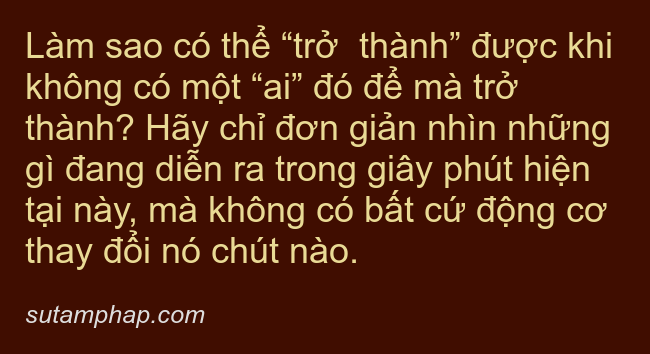 Làm sao có thể “trở  thành” được khi
không có một “ai” đó để mà trở
thành? Hãy chỉ đơn giản nhìn những
gì đang diễn ra trong giây phút hiện
tại này, mà không có bất cứ động cơ
thay đổi nó chút nào.
sutamphap.com